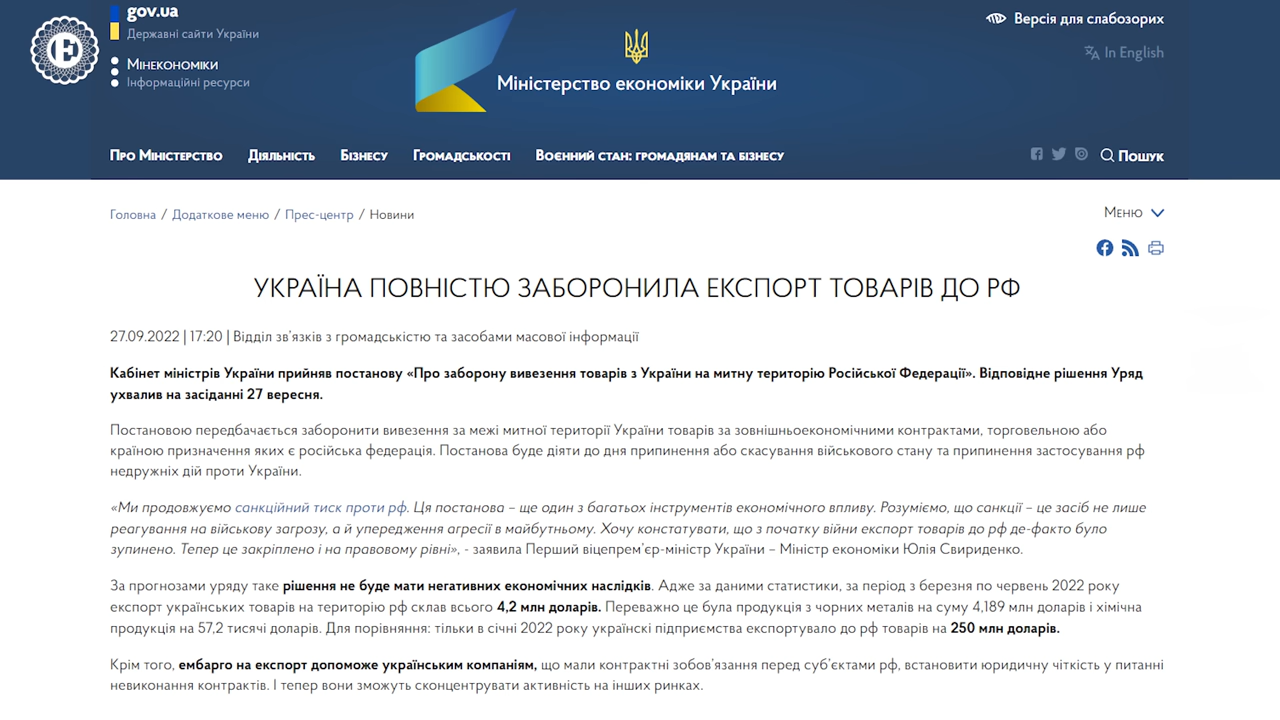 gov.ua
Державні сайти України
Версія для слабозорих
Е
Мінекономіки
Інформаційні ресурси
In English
Міністерство економіки України
Про Міністерство Діяльність Бізнесу Громадськості Воєнний стан: громадянам та бізнесу Пошук
Головна / Додаткове меню / Прес-центр / Новини Меню
УКРАЇНА ПОВНІСТЮ ЗАБОРОНИЛА ЕКСПОРТ ТОВАРІВ ДО РФ
27.09.2022 | 17:20 | Відділ зв’язків з громадськістю та засобами масової інформації
Кабінет міністрів України прийняв постанову «Про заборону вивезення товарів з України на митну територію Російської Федерації». Відповідне рішення Уряд
ухвалив на засіданні 27 вересня.
Постановою передбачається заборонити вивезення за межі митної території України товарів за зовнішньоекономічними контрактами, торговельною або
країною призначення яких є російська федерація. Постанова буде діяти до дня припинення або скасування військового стану та припинення застосування рф
недружніх дій проти України.
«Ми продовжуємо санкційний тиск проти рф. Ця постанова – ще один з багатьох інструментів економічного впливу. Розуміємо, що санкції – це засіб не лише
реагування на військову загрозу, а й упередження агресії в майбутньому. Хочу констатувати, що з початку війни експорт товарів до рф де-факто було
зупинено. Тепер це закріплено і на правовому рівні», - заявила Перший віцепрем’єр-міністр України – Міністр економіки Юлія Свириденко.
За прогнозами уряду таке рішення не буде мати негативних економічних наслідків. Адже за даними статистики, за період з березня по червень 2022 року
експорт українських товарів на територію рф склав всього 4,2 млн доларів. Переважно це була продукція з чорних металів на суму 4,189 млн доларів і хімічна
продукція на 57,2 тисячі доларів. Для порівняння: тільки в січні 2022 року українскі підприємства експортувало до рф товарів на 250 млн доларів.
Крім того, ембарго на експорт допоможе українським компаніям, що мали контрактні зобов’язання перед суб’єктами рф, встановити юридичну чіткість у питанні
невиконання контрактів. І тепер вони зможуть сконцентрувати активність на інших ринках.